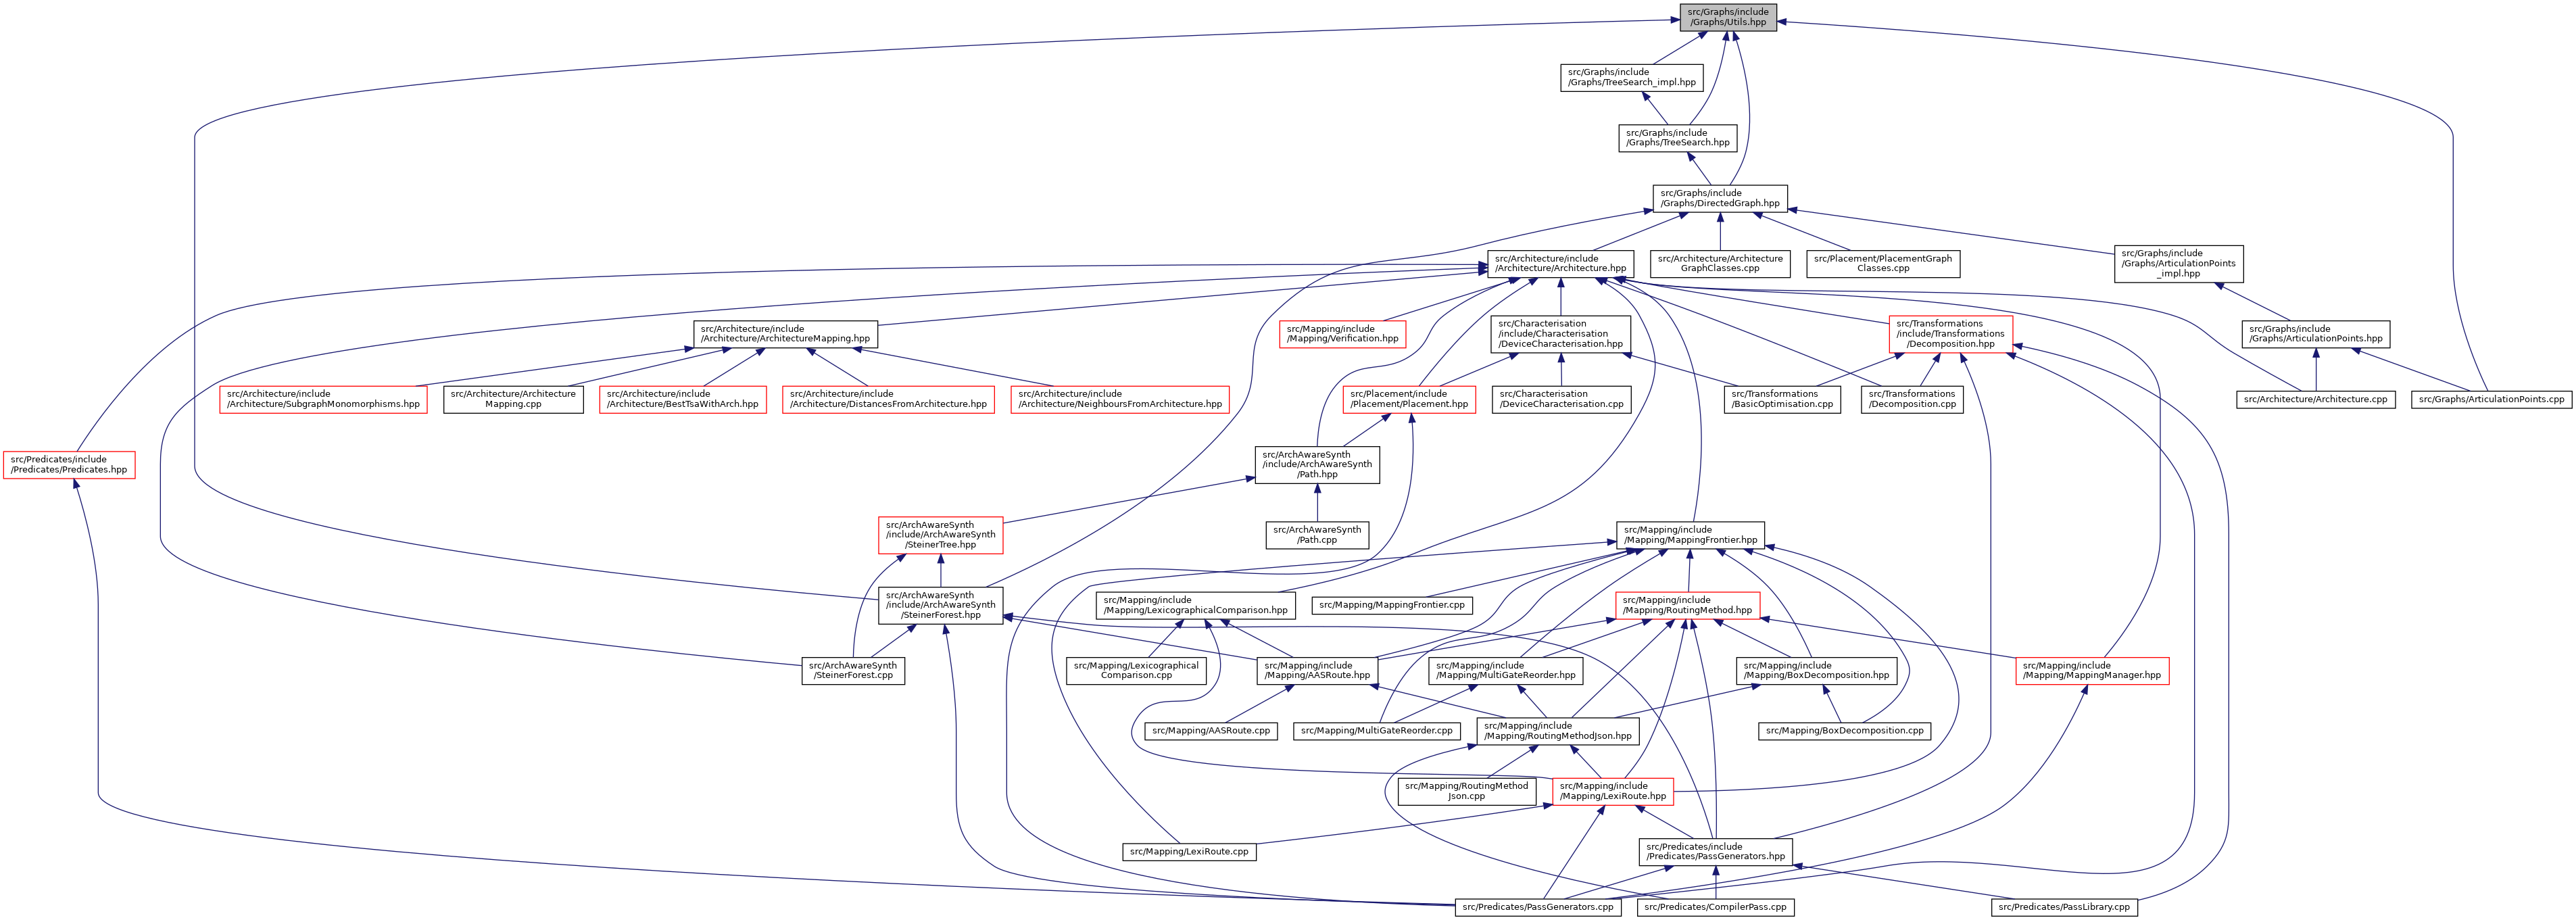 src/Graphs/include
/Graphs/Utils.hpp
src/Graphs/include
/Graphs/TreeSearch_impl.hpp
src/Graphs/include
/Graphs/TreeSearch.hpp
src/Graphs/include
/Graphs/DirectedGraph.hpp
src/Architecture/include
/Architecture/Architecture.hpp
src/Architecture/Architecture
GraphClasses.cpp
src/Placement/PlacementGraph
Classes.cpp
src/Graphs/include
/Graphs/ArticulationPoints
_impl.hpp
src/Architecture/include
/Architecture/ArchitectureMapping.hpp
src/Mapping/include
/Mapping/Verification.hpp
src/Characterisation
/include/Characterisation
/DeviceCharacterisation.hpp
src/Transformations
/include/Transformations
/Decomposition.hpp
src/Graphs/include
/Graphs/ArticulationPoints.hpp
src/Architecture/include
/Architecture/SubgraphMonomorphisms.hpp
src/Architecture/Architecture
Mapping.cpp
src/Architecture/include
/Architecture/BestTsaWithArch.hpp
src/Architecture/include
/Architecture/DistancesFromArchitecture.hpp
src/Architecture/include
/Architecture/NeighboursFromArchitecture.hpp
src/Placement/include
/Placement/Placement.hpp
src/Characterisation
/DeviceCharacterisation.cpp
src/Transformations
/BasicOptimisation.cpp
src/Transformations
/Decomposition.cpp
src/Architecture/Architecture.cpp
src/Graphs/ArticulationPoints.cpp
src/Predicates/include
/Predicates/Predicates.hpp
src/ArchAwareSynth
/include/ArchAwareSynth
/Path.hpp
src/ArchAwareSynth
/include/ArchAwareSynth
/SteinerTree.hpp
src/ArchAwareSynth
/Path.cpp
src/Mapping/include
/Mapping/MappingFrontier.hpp
src/ArchAwareSynth
/include/ArchAwareSynth
/SteinerForest.hpp
src/Mapping/include
/Mapping/LexicographicalComparison.hpp
src/Mapping/MappingFrontier.cpp
src/Mapping/include
/Mapping/RoutingMethod.hpp
src/ArchAwareSynth
/SteinerForest.cpp
src/Mapping/Lexicographical
Comparison.cpp
src/Mapping/include
/Mapping/AASRoute.hpp
src/Mapping/include
/Mapping/MultiGateReorder.hpp
src/Mapping/include
/Mapping/BoxDecomposition.hpp
src/Mapping/include
/Mapping/MappingManager.hpp
src/Mapping/AASRoute.cpp
src/Mapping/MultiGateReorder.cpp
src/Mapping/include
/Mapping/RoutingMethodJson.hpp
src/Mapping/BoxDecomposition.cpp
src/Mapping/RoutingMethod
Json.cpp
src/Mapping/include
/Mapping/LexiRoute.hpp
src/Mapping/LexiRoute.cpp
src/Predicates/include
/Predicates/PassGenerators.hpp
src/Predicates/PassGenerators.cpp
src/Predicates/CompilerPass.cpp
src/Predicates/PassLibrary.cpp